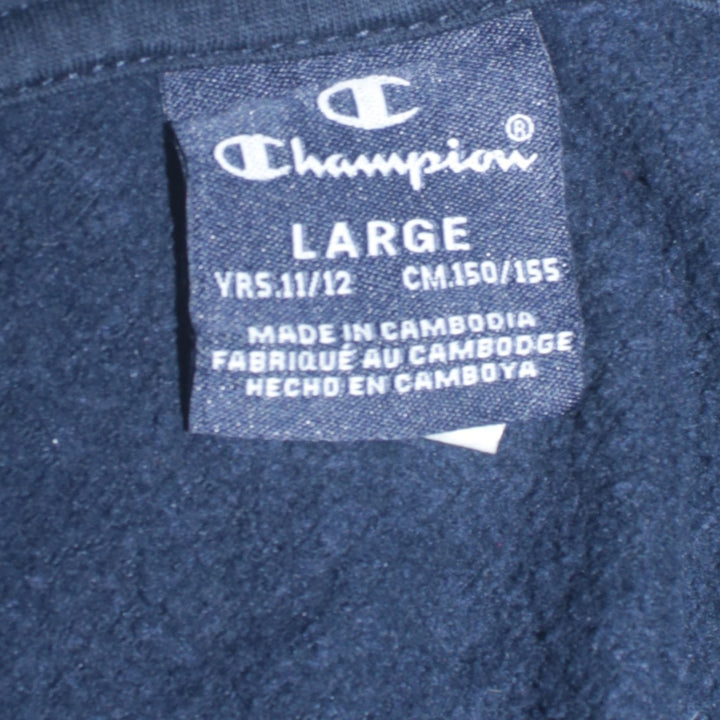 C
Champion®
LARGE
YRS.11/12 CM.150/155
MADE IN CAMBODIA
FABRIQUÉ AU CAMBODGE
HECHO EN CAMBOYA